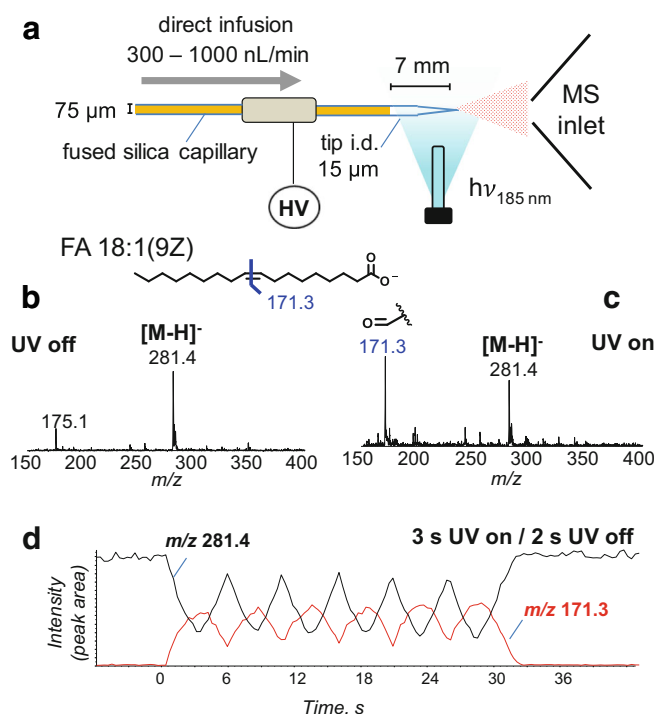 a
direct infusion
300 – 1000 nL/min
75 µm
fused silica capillary
HV
7 mm
tip i.d.
15 µm
MS
inlet
hν185 nm
FA 18:1(9Z)
O
O−
171.3
b
UV off
[M-H]-
281.4
175.1
150 200 250 300 350 400
m/z
c
UV on
O
171.3
[M-H]-
281.4
150 200 250 300 350 400
m/z
d
m/z 281.4
3 s UV on / 2 s UV off
m/z 171.3
Intensity
(peak area)
0 6 12 18 24 30 36
Time, s